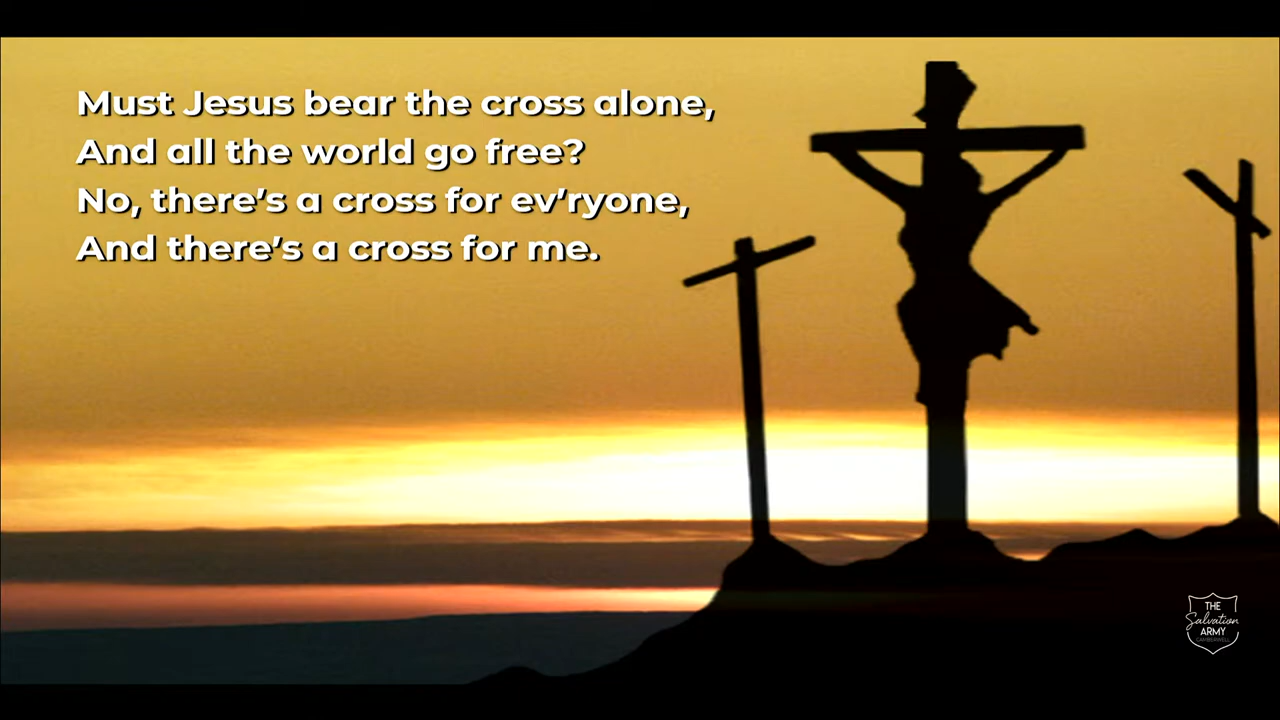 Must Jesus bear the cross alone,
And all the world go free?
No, there's a cross for ev'ryone,
And there's a cross for me.
THE
Salvation
ARMY
CAMBERWELL